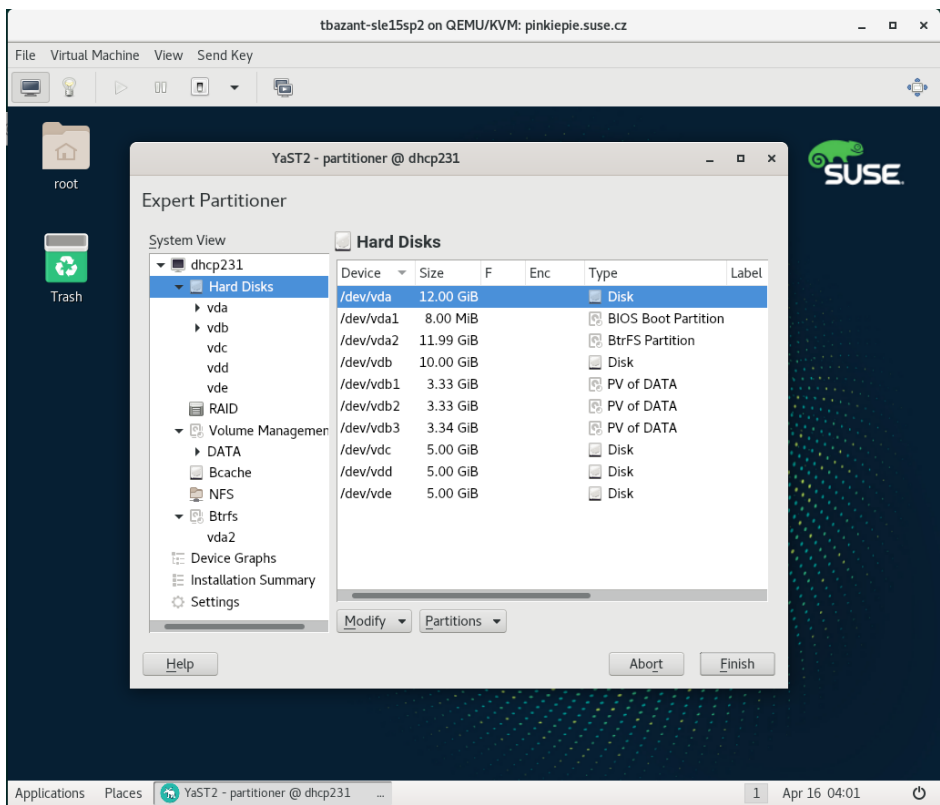 tbazant-sle15sp2 on QEMU/KVM: pinkiepie.suse.cz
File Virtual Machine View Send Key
root
Trash
SUSE
YaST2 - partitioner @ dhcp231
Expert Partitioner
System View
dhcp231
Hard Disks
vda
vdb
vdc
vdd
vde
RAID
Volume Managemen
DATA
Bcache
NFS
Btrfs
vda2
Device Graphs
Installation Summary
Settings
Hard Disks
Device Size F Enc Type Label
/dev/vda 12.00 GiB Disk
/dev/vda1 8.00 MiB BIOS Boot Partition
/dev/vda2 11.99 GiB BtrFS Partition
/dev/vdb 10.00 GiB Disk
/dev/vdb1 3.33 GiB PV of DATA
/dev/vdb2 3.33 GiB PV of DATA
/dev/vdb3 3.34 GiB PV of DATA
/dev/vdc 5.00 GiB Disk
/dev/vdd 5.00 GiB Disk
/dev/vde 5.00 GiB Disk
Modify Partitions
Help Abort Finish
Applications Places YaST2 - partitioner @ dhcp231 ... 1 Apr 16 04:01